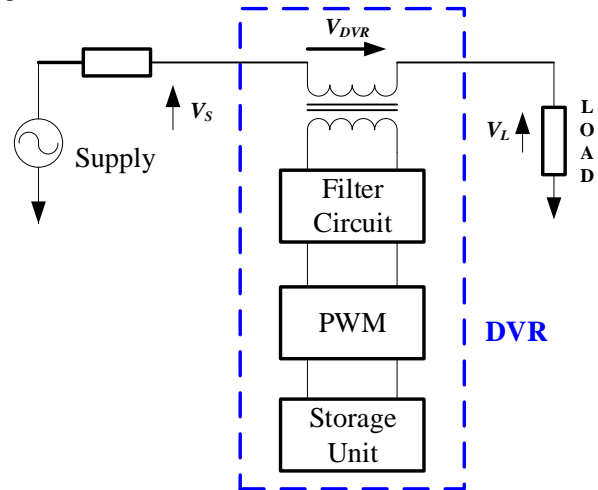 V_DVR
V_S
Supply
V_L
L
O
A
D
Filter
Circuit
PWM
DVR
Storage
Unit